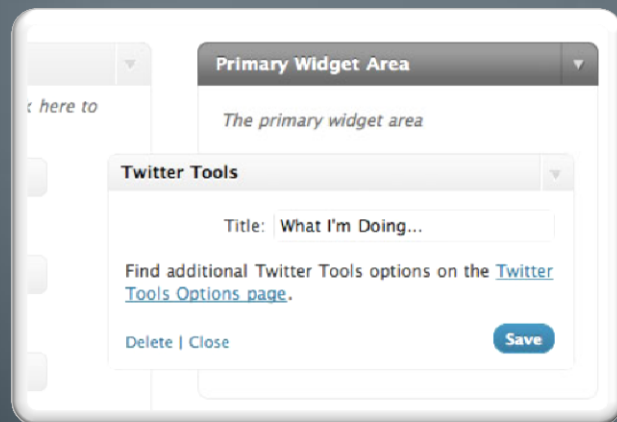 Primary Widget Area
here to
The primary widget area
Twitter Tools
Title: What I'm Doing...
Find additional Twitter Tools options on the Twitter
Tools Options page.
Delete | Close
Save